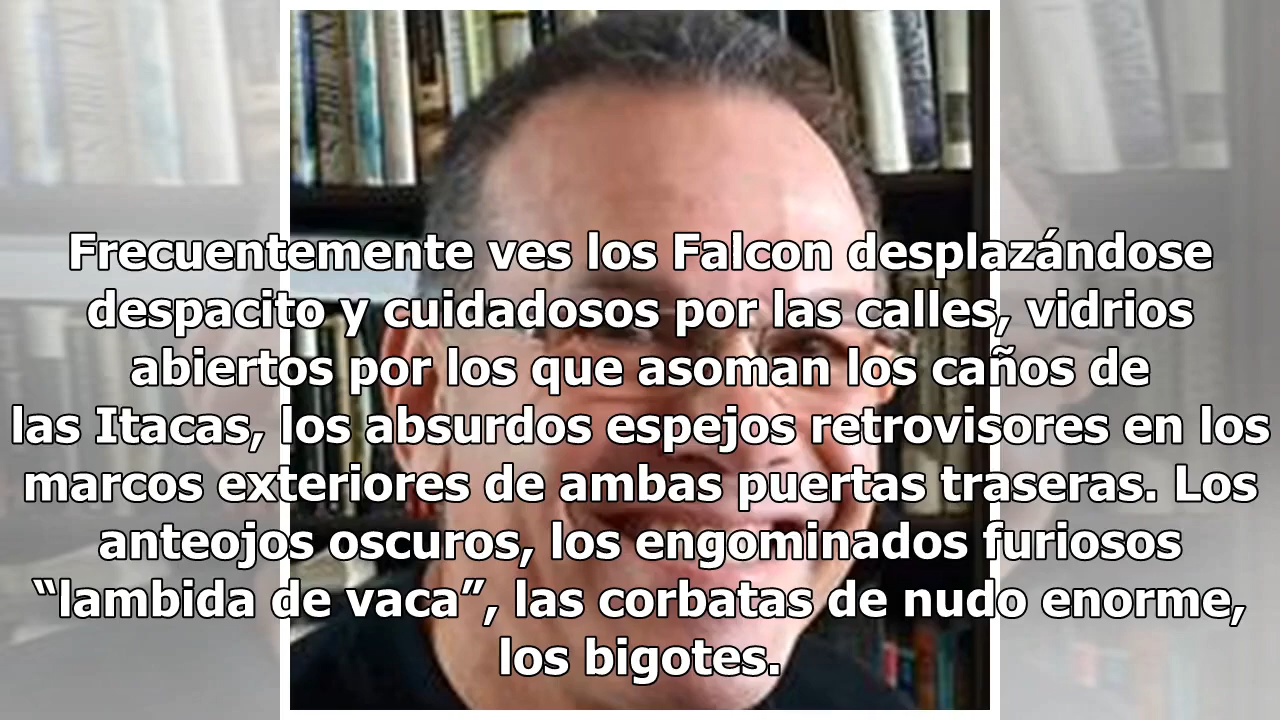 Frecuentemente ves los Falcon desplazándose
despacito y cuidadosos por las calles, vidrios
abiertos por los que asoman los caños de
las Itacas, los absurdos espejos retrovisores en los
marcos exteriores de ambas puertas traseras. Los
anteojos oscuros, los engominados furiosos
“lambida de vaca”, las corbatas de nudo enorme,
los bigotes.